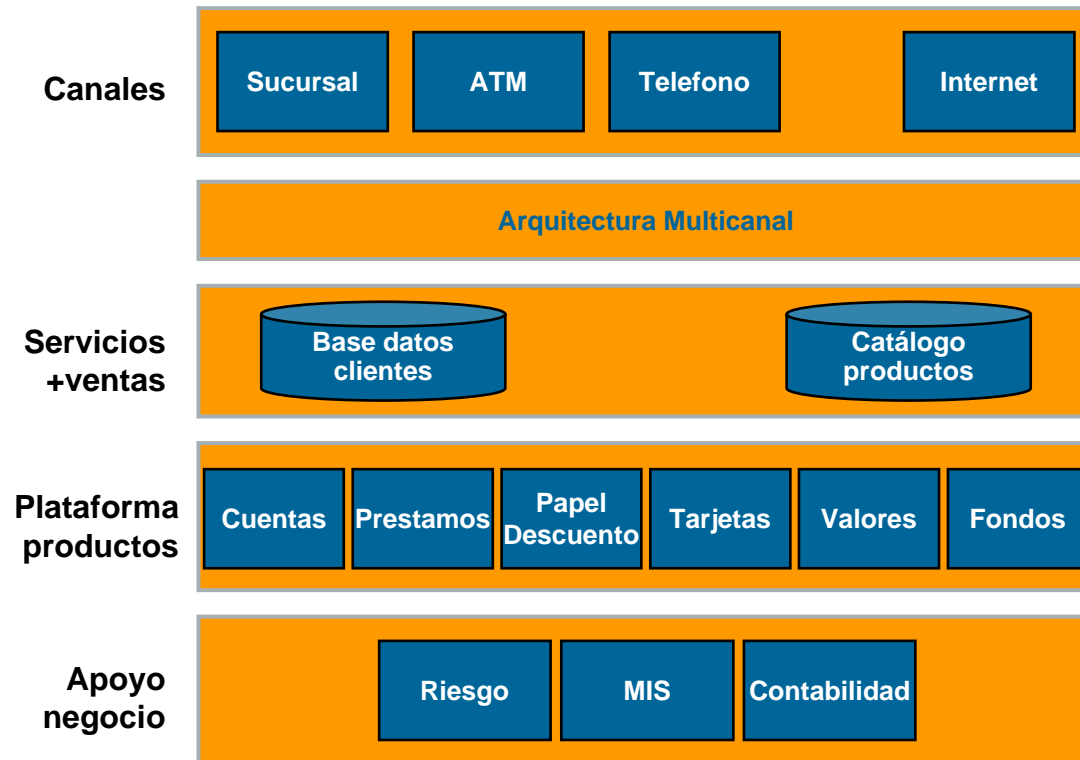 Canales
Sucursal
ATM
Telefono
Internet
Arquitectura Multicanal
Servicios
+ventas
Base datos
clientes
Catálogo
productos
Plataforma
productos
Cuentas
Prestamos
Papel
Descuento
Tarjetas
Valores
Fondos
Apoyo
negocio
Riesgo
MIS
Contabilidad